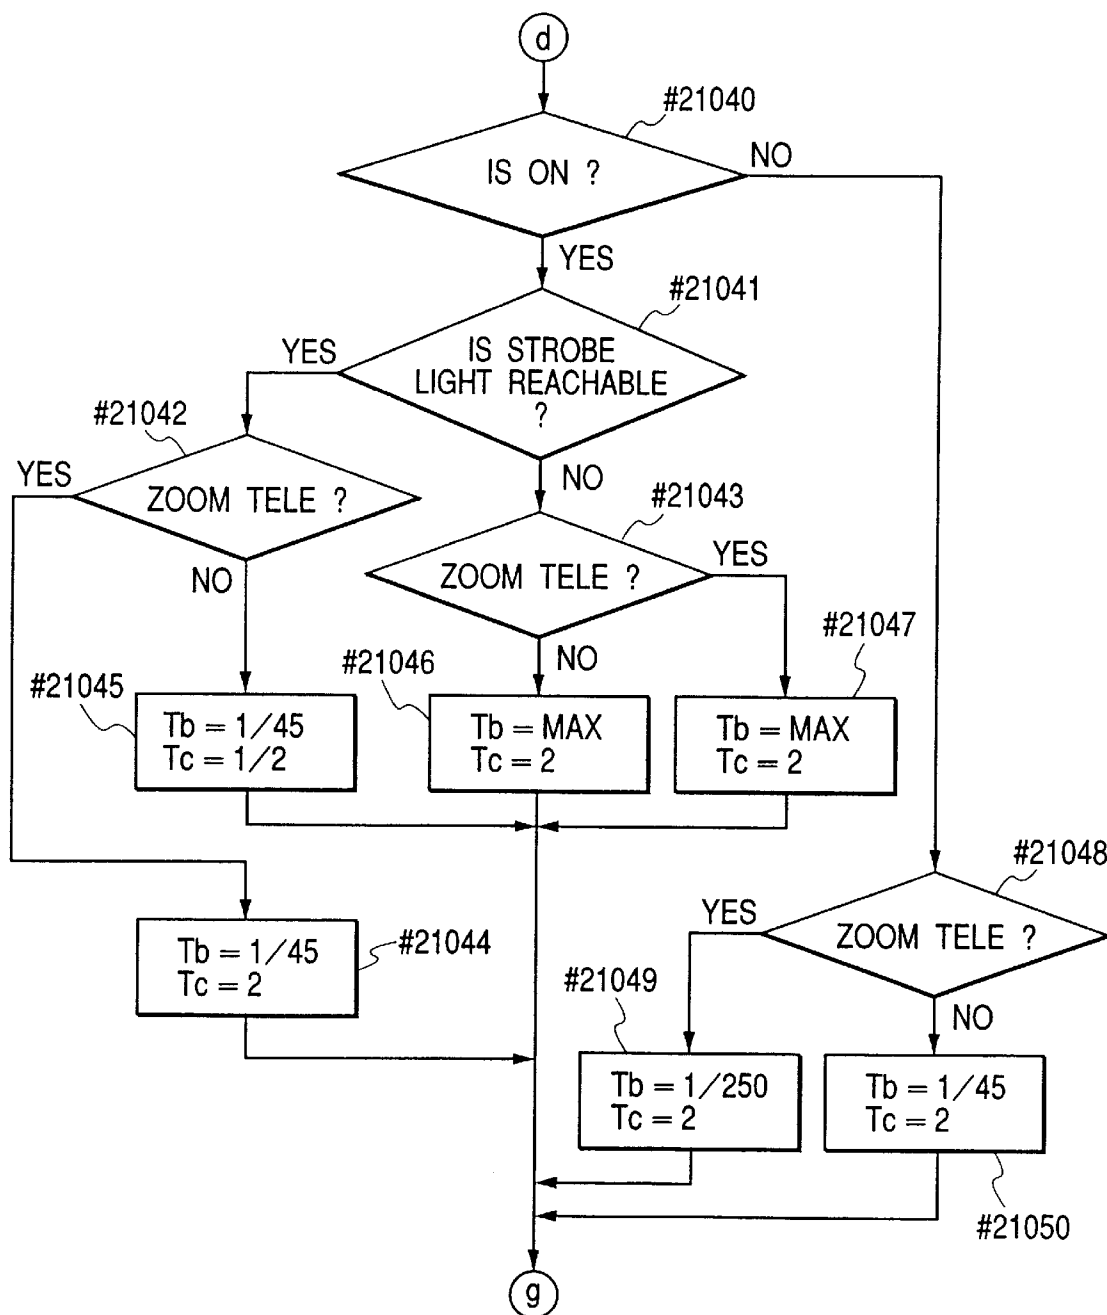 d
#21040
IS ON ?
NO
YES
#21041
YES
IS STROBE
LIGHT REACHABLE
?
#21042
YES
ZOOM TELE ?
NO
#21043
NO
ZOOM TELE ?
YES
#21047
#21046
NO
#21045
Tb = 1/45
Tc = 1/2
Tb = MAX
Tc = 2
Tb = MAX
Tc = 2
#21048
YES
ZOOM TELE ?
Tb = 1/45
Tc = 2
#21044
#21049
NO
Tb = 1/250
Tc = 2
Tb = 1/45
Tc = 2
#21050
g